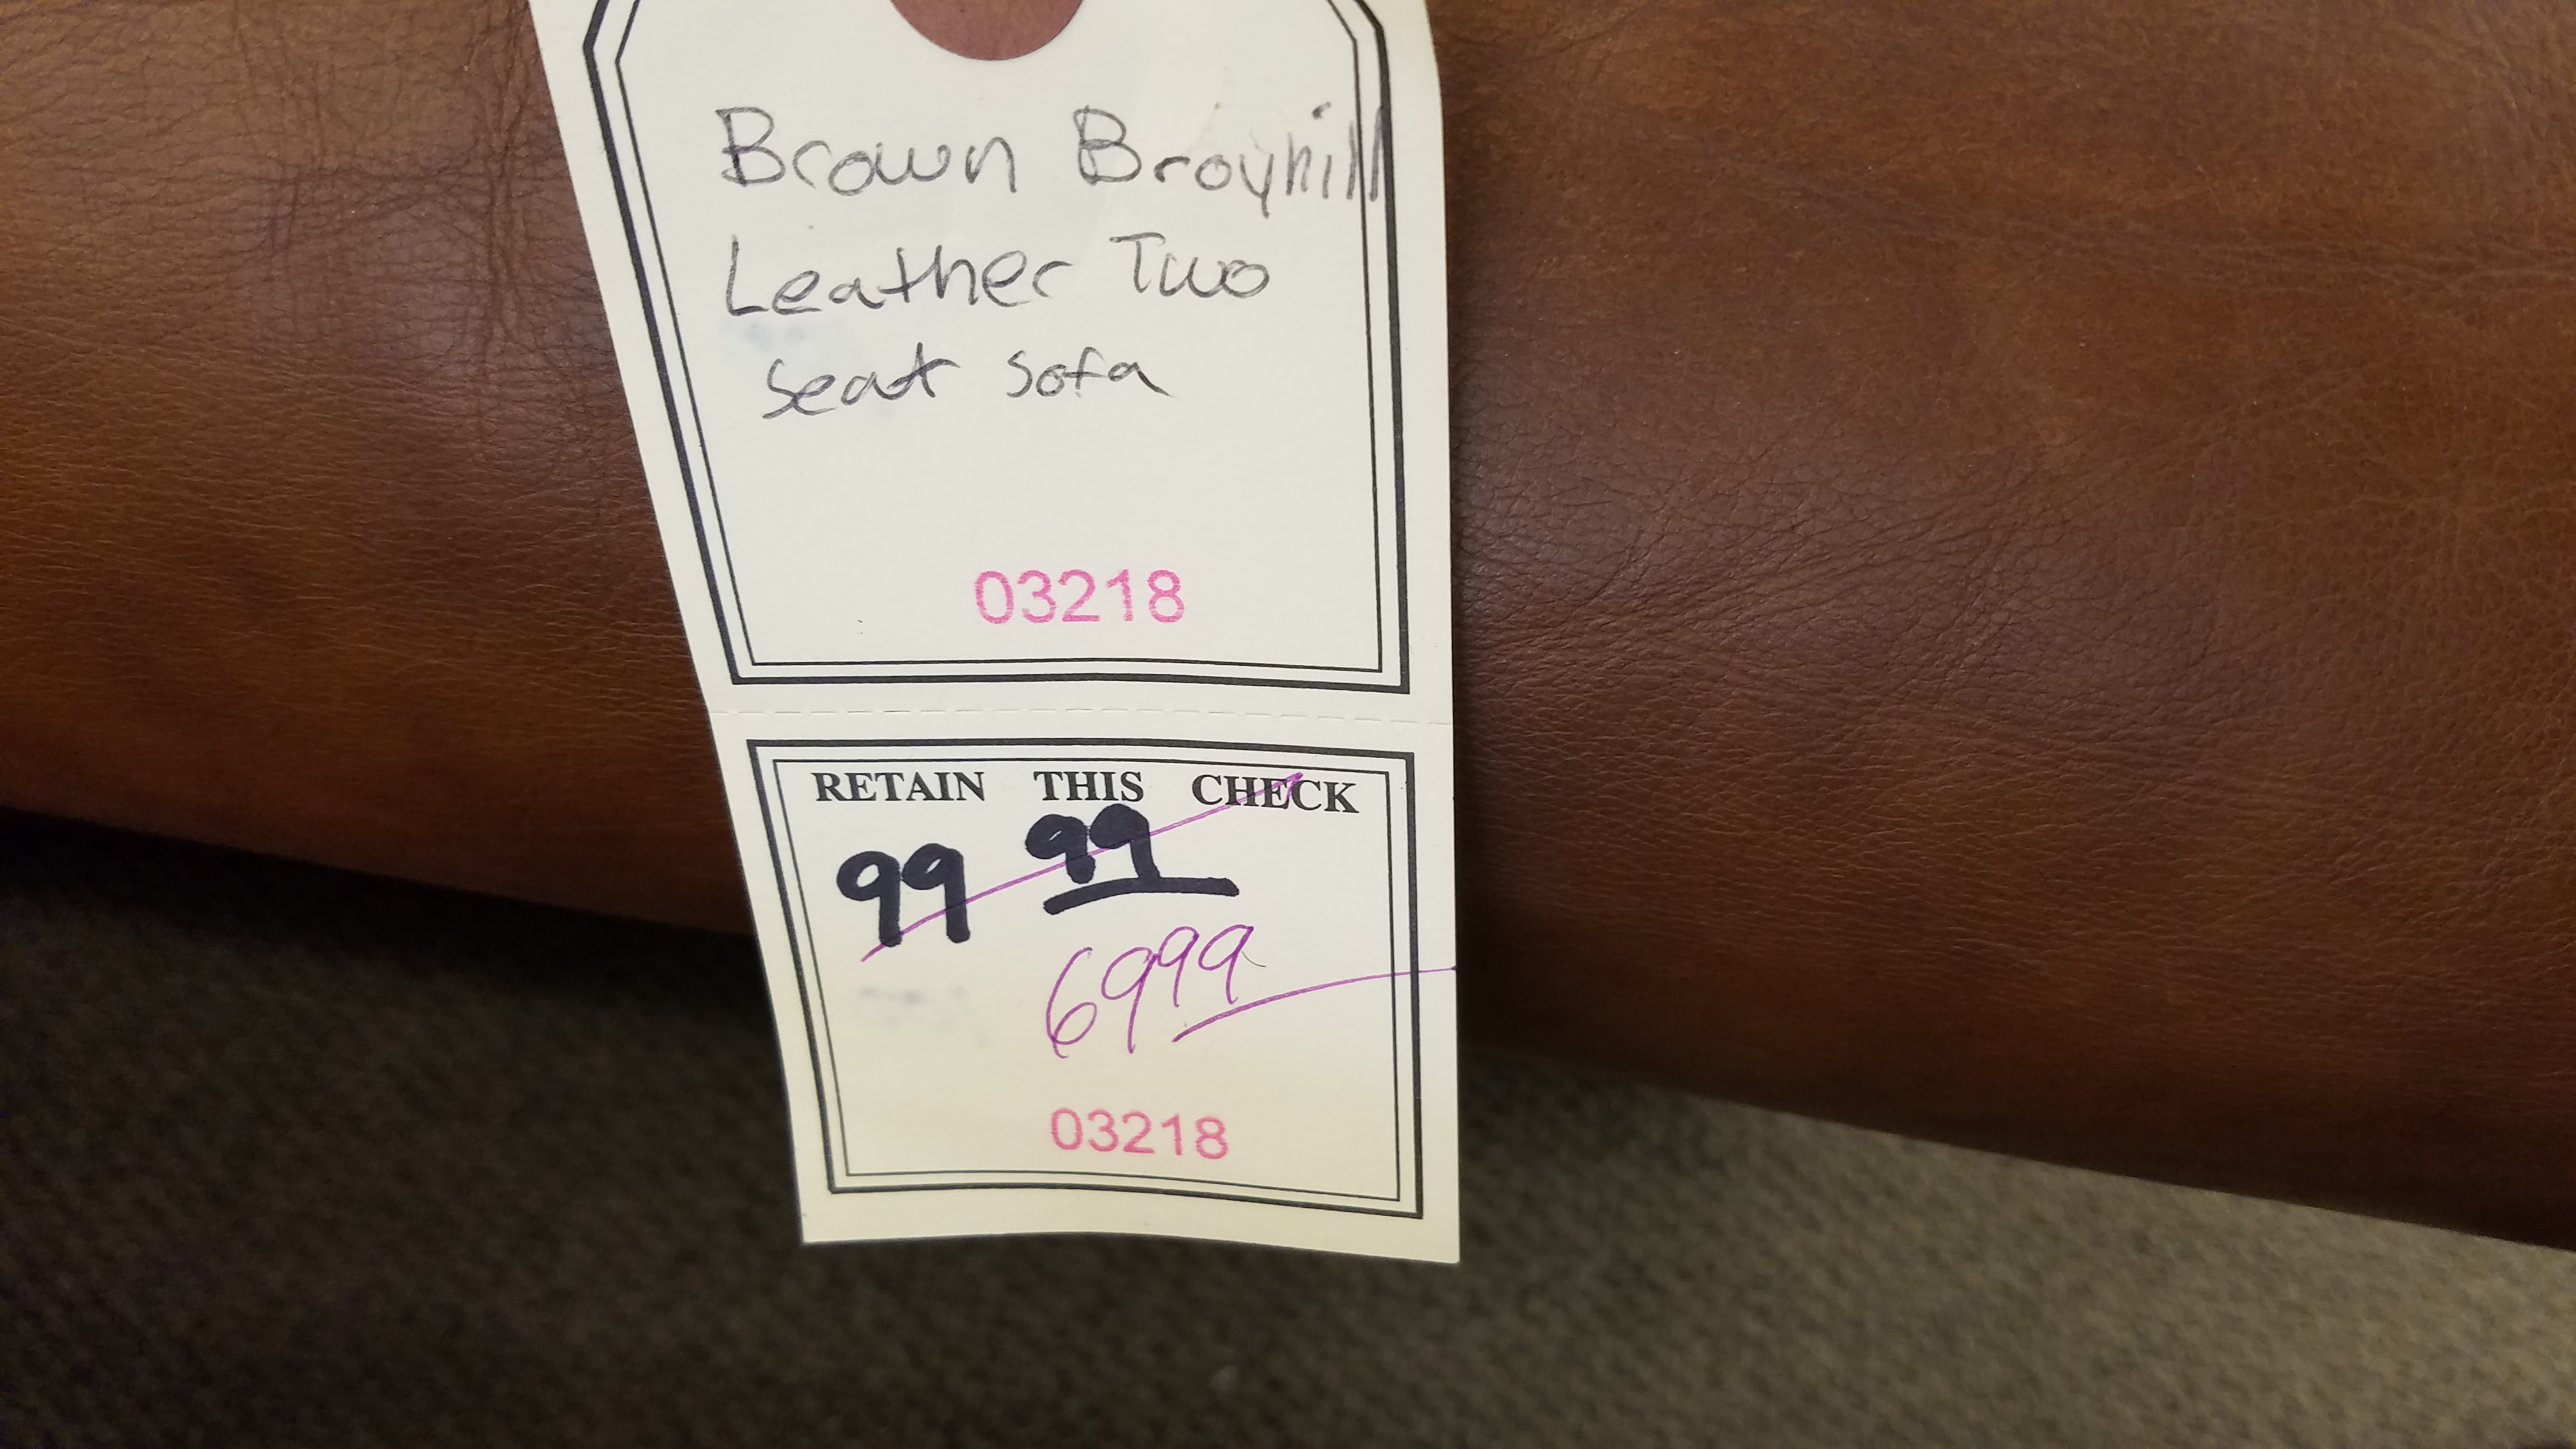 Brown Broyhill
Leather Two
seat sofa
03218
RETAIN THIS CHECK
99 99
6999
03218